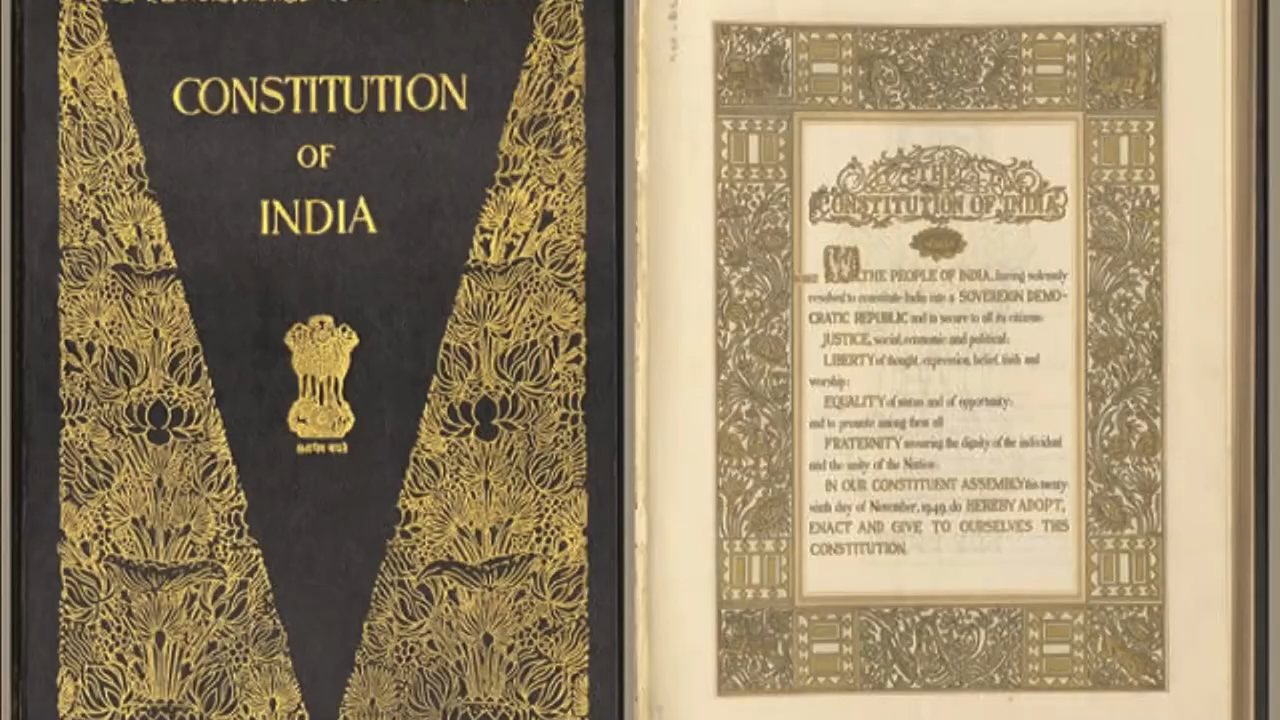 CONSTITUTION
OF
INDIA
सत्यमेव जयते
THE
CONSTITUTION OF INDIA
WE, THE PEOPLE OF INDIA, having solemnly
resolved to constitute India into a SOVEREIGN DEMO-
CRATIC REPUBLIC and to secure to all its citizens:
JUSTICE, social, economic and political;
LIBERTY of thought, expression, belief, faith and
worship;
EQUALITY of status and of opportunity;
and to promote among them all
FRATERNITY assuring the dignity of the individual
and the unity of the Nation;
IN OUR CONSTITUENT ASSEMBLY this twenty-
sixth day of November, 1949, do HEREBY ADOPT,
ENACT AND GIVE TO OURSELVES THIS
CONSTITUTION.